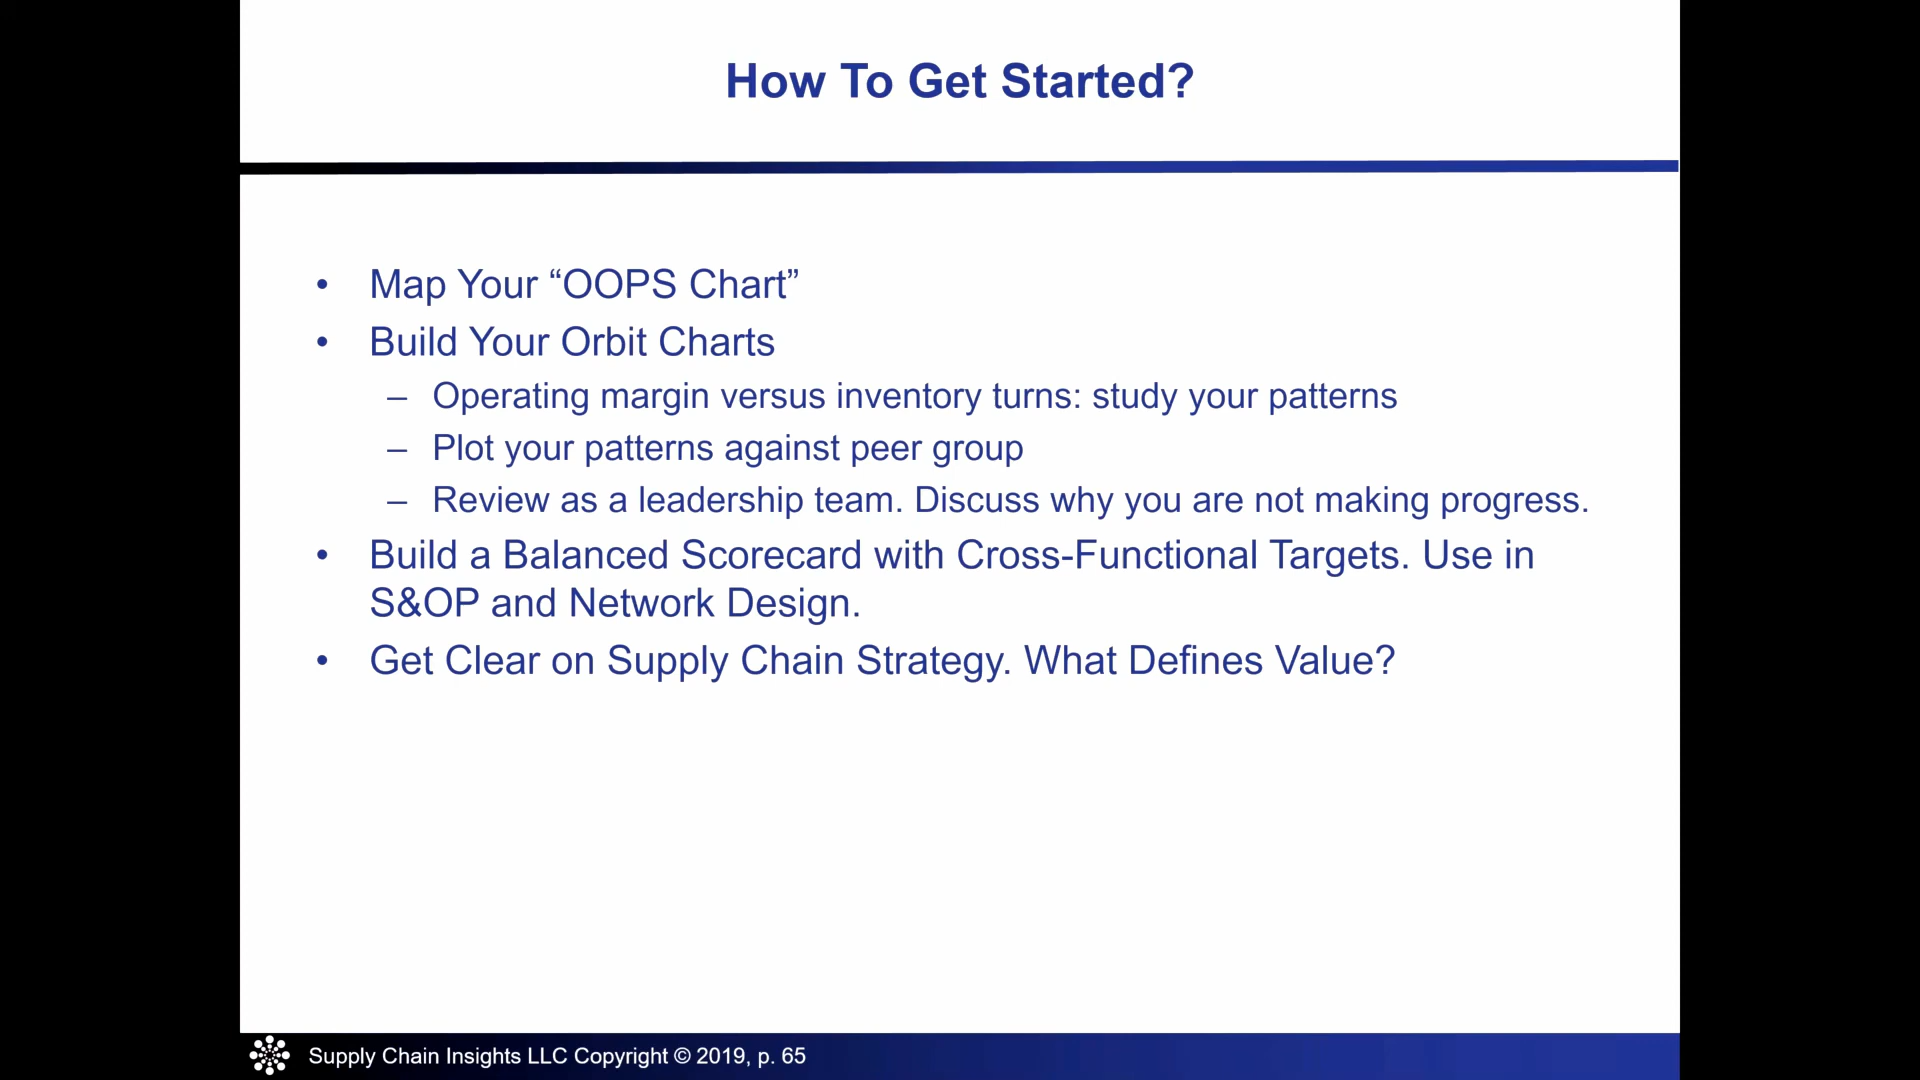 How To Get Started?
• Map Your “OOPS Chart”
• Build Your Orbit Charts
– Operating margin versus inventory turns: study your patterns
– Plot your patterns against peer group
– Review as a leadership team. Discuss why you are not making progress.
• Build a Balanced Scorecard with Cross-Functional Targets. Use in
S&OP and Network Design.
• Get Clear on Supply Chain Strategy. What Defines Value?
Supply Chain Insights LLC Copyright © 2019, p. 65